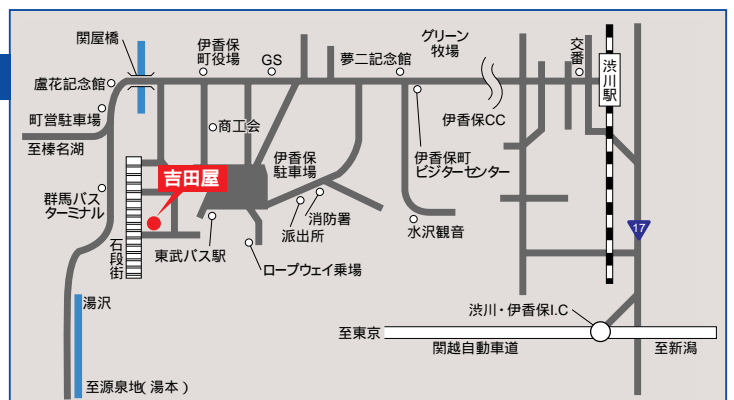 関屋橋
伊香保
町役場
GS
夢二記念館
グリーン
牧場
交番
渋川駅
盧花記念館
町営駐車場
至榛名湖
商工会
伊香保CC
伊香保
駐車場
伊香保町
ビジターセンター
吉田屋
群馬バス
ターミナル
石段街
東武バス駅
派出所
消防署
水沢観音
17
ロープウェイ乗場
湯沢
渋川・伊香保I.C
至東京
関越自動車道
至新潟
至源泉地(湯本)